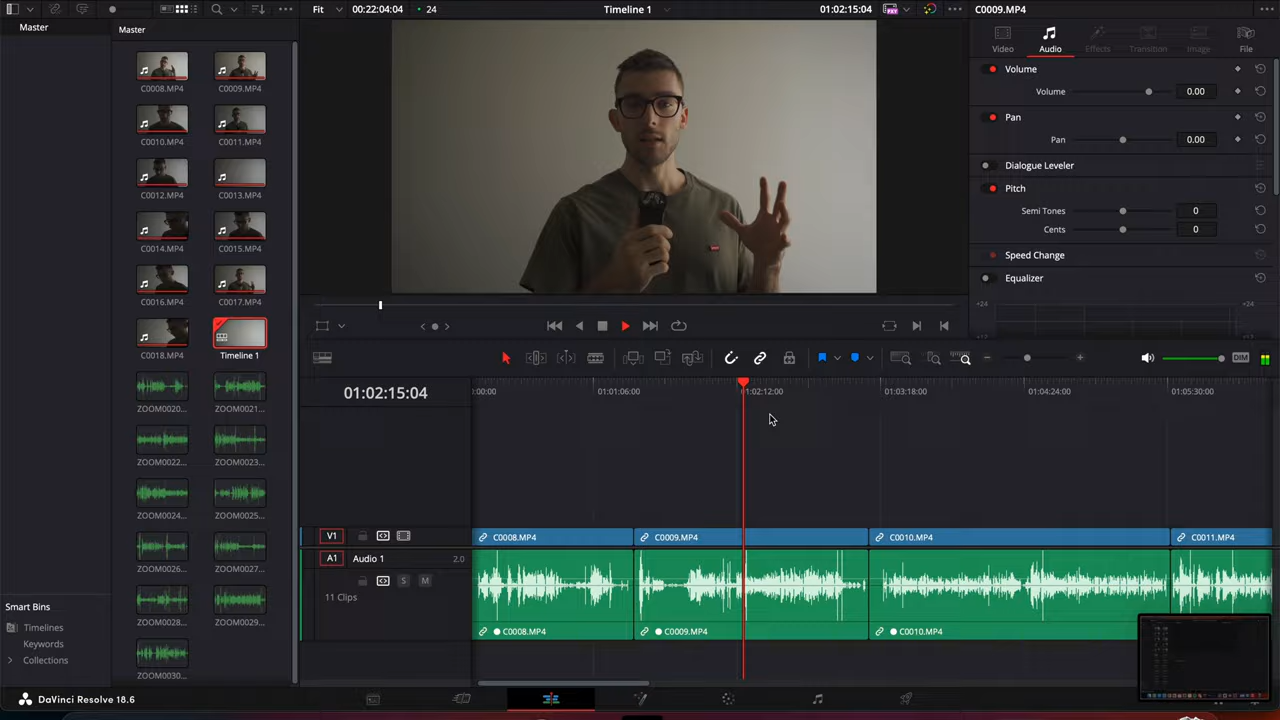 Fit 00:22:04:04 24 Timeline 1 01:02:15:04 C0009.MP4
Master
Master
C0008.MP4 C0009.MP4
C0010.MP4 C0011.MP4
C0012.MP4 C0013.MP4
C0014.MP4 C0015.MP4
C0016.MP4 C0017.MP4
C0018.MP4 Timeline 1
ZOOM0020... ZOOM0021...
ZOOM0022... ZOOM0023...
ZOOM0024... ZOOM0025...
ZOOM0026... ZOOM0027...
ZOOM0028... ZOOM0029...
ZOOM0030...
Smart Bins
Timelines
Keywords
Collections
Video Audio Effects Transition Image File
Volume
Volume 0.00
Pan
Pan 0.00
Dialogue Leveler
Pitch
Semi Tones 0
Cents 0
Speed Change
Equalizer
+24 +24
DIM
01:02:15:04
:00:00 01:01:06:00 01:02:12:00 01:03:18:00 01:04:24:00 01:05:30:00
V1 C0008.MP4 C0009.MP4 C0010.MP4 C0011.MP4
A1 Audio 1 2.0
S M
11 Clips
C0008.MP4 C0009.MP4 C0010.MP4
DaVinci Resolve 18.6